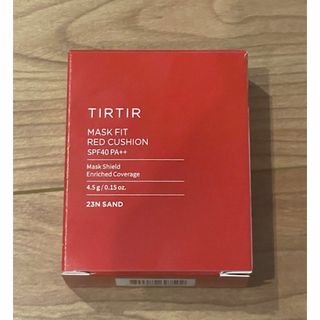 TIRTIR
MASK FIT
RED CUSHION
SPF40 PA++
Mask Shield
Enriched Coverage
4.5 g / 0.15 oz.
23N SAND